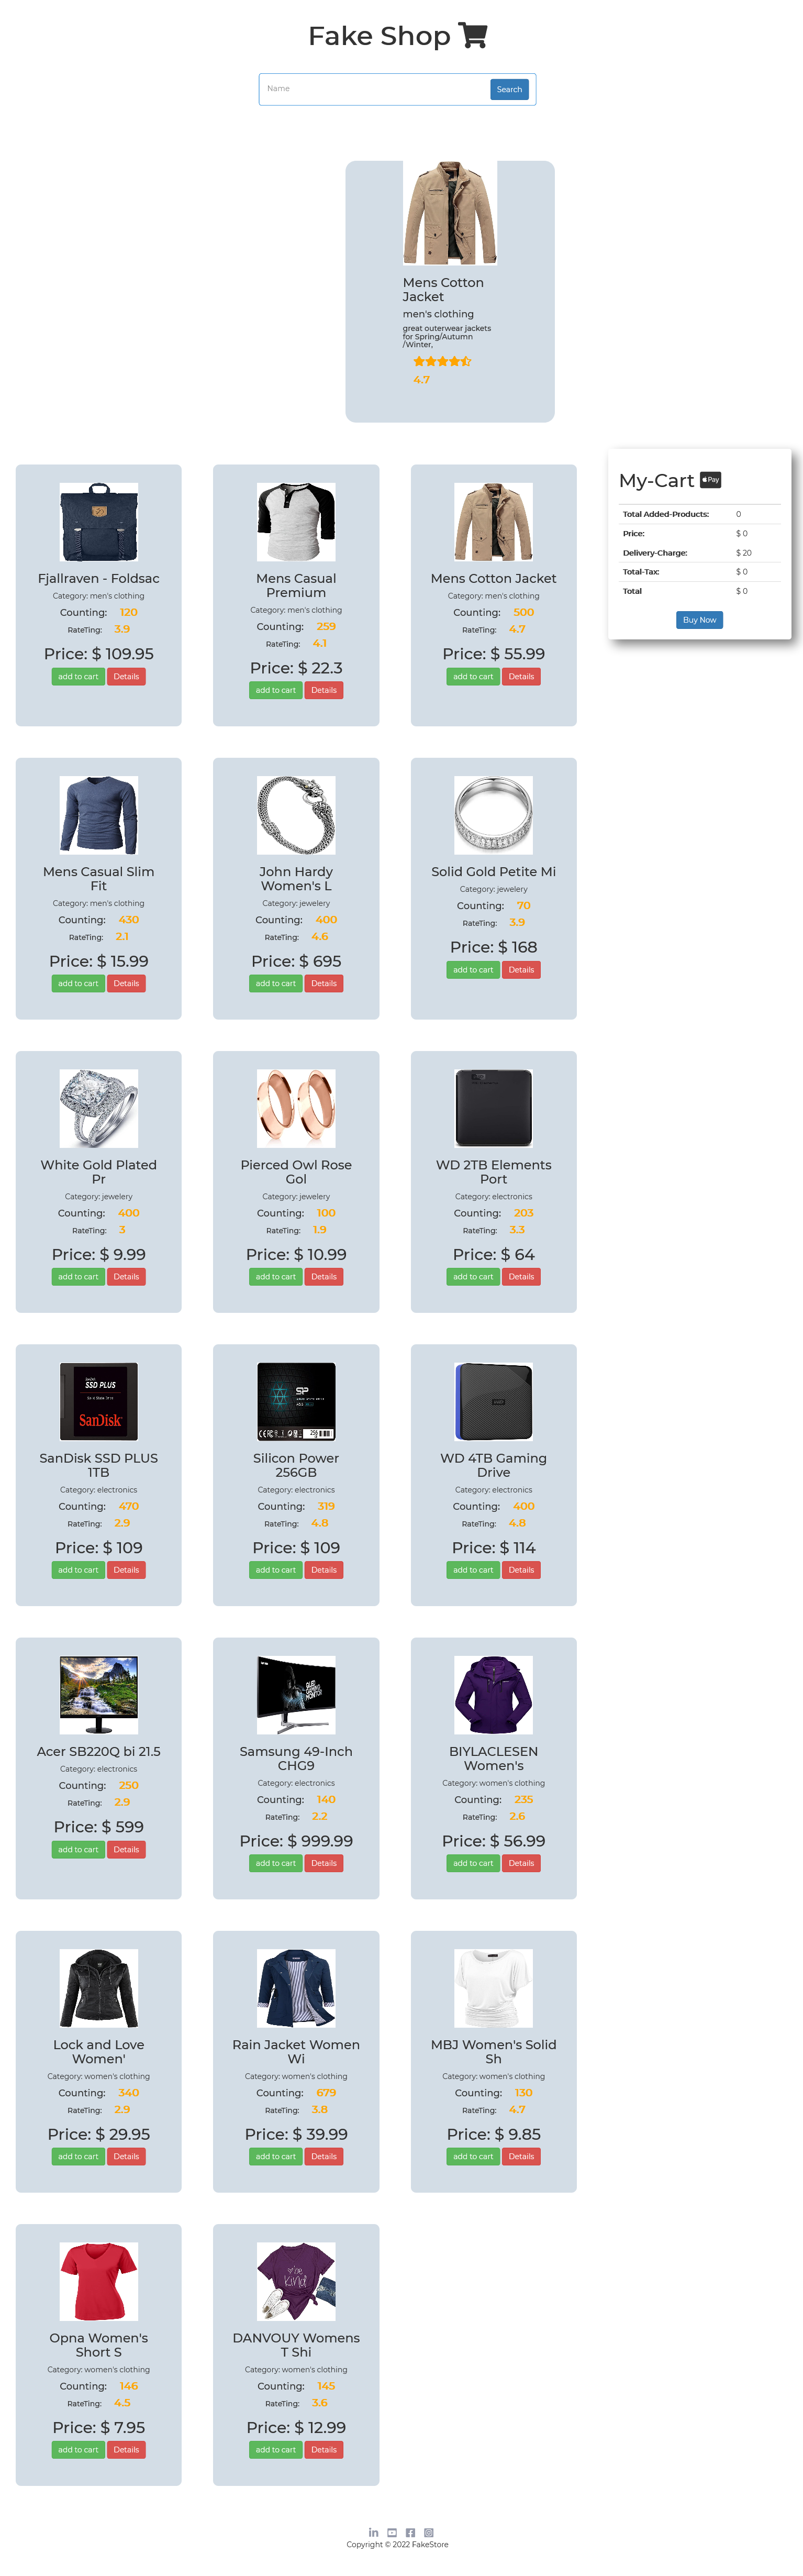 Fake Shop
Name
Search
Mens Cotton
Jacket
men's clothing
great outerwear jackets
for Spring/Autumn
/Winter,
4.7
My-Cart Pay
Total Added-Products: 0
Price: $ 0
Delivery-Charge: $ 20
Total-Tax: $ 0
Total $ 0
Buy Now
Fjallraven - Foldsac
Category: men's clothing
Counting: 120
RateTing: 3.9
Price: $ 109.95
add to cart Details
Mens Casual
Premium
Category: men's clothing
Counting: 259
RateTing: 4.1
Price: $ 22.3
add to cart Details
Mens Cotton Jacket
Category: men's clothing
Counting: 500
RateTing: 4.7
Price: $ 55.99
add to cart Details
Mens Casual Slim
Fit
Category: men's clothing
Counting: 430
RateTing: 2.1
Price: $ 15.99
add to cart Details
John Hardy
Women's L
Category: jewelery
Counting: 400
RateTing: 4.6
Price: $ 695
add to cart Details
Solid Gold Petite Mi
Category: jewelery
Counting: 70
RateTing: 3.9
Price: $ 168
add to cart Details
White Gold Plated
Pr
Category: jewelery
Counting: 400
RateTing: 3
Price: $ 9.99
add to cart Details
Pierced Owl Rose
Gol
Category: jewelery
Counting: 100
RateTing: 1.9
Price: $ 10.99
add to cart Details
WD 2TB Elements
Port
Category: electronics
Counting: 203
RateTing: 3.3
Price: $ 64
add to cart Details
SSD PLUS
SanDisk
SanDisk SSD PLUS
1TB
Category: electronics
Counting: 470
RateTing: 2.9
Price: $ 109
add to cart Details
SP
Silicon Power
256GB
Category: electronics
Counting: 319
RateTing: 4.8
Price: $ 109
add to cart Details
WD 4TB Gaming
Drive
Category: electronics
Counting: 400
RateTing: 4.8
Price: $ 114
add to cart Details
Acer SB220Q bi 21.5
Category: electronics
Counting: 250
RateTing: 2.9
Price: $ 599
add to cart Details
QLED
GAMING
MONITOR
Samsung 49-Inch
CHG9
Category: electronics
Counting: 140
RateTing: 2.2
Price: $ 999.99
add to cart Details
BIYLACLESEN
Women's
Category: women's clothing
Counting: 235
RateTing: 2.6
Price: $ 56.99
add to cart Details
Lock and Love
Women'
Category: women's clothing
Counting: 340
RateTing: 2.9
Price: $ 29.95
add to cart Details
Rain Jacket Women
Wi
Category: women's clothing
Counting: 679
RateTing: 3.8
Price: $ 39.99
add to cart Details
MBJ Women's Solid
Sh
Category: women's clothing
Counting: 130
RateTing: 4.7
Price: $ 9.85
add to cart Details
Opna Women's
Short S
Category: women's clothing
Counting: 146
RateTing: 4.5
Price: $ 7.95
add to cart Details
be
Kind
DANVOUY Womens
T Shi
Category: women's clothing
Counting: 145
RateTing: 3.6
Price: $ 12.99
add to cart Details
Copyright © 2022 FakeStore